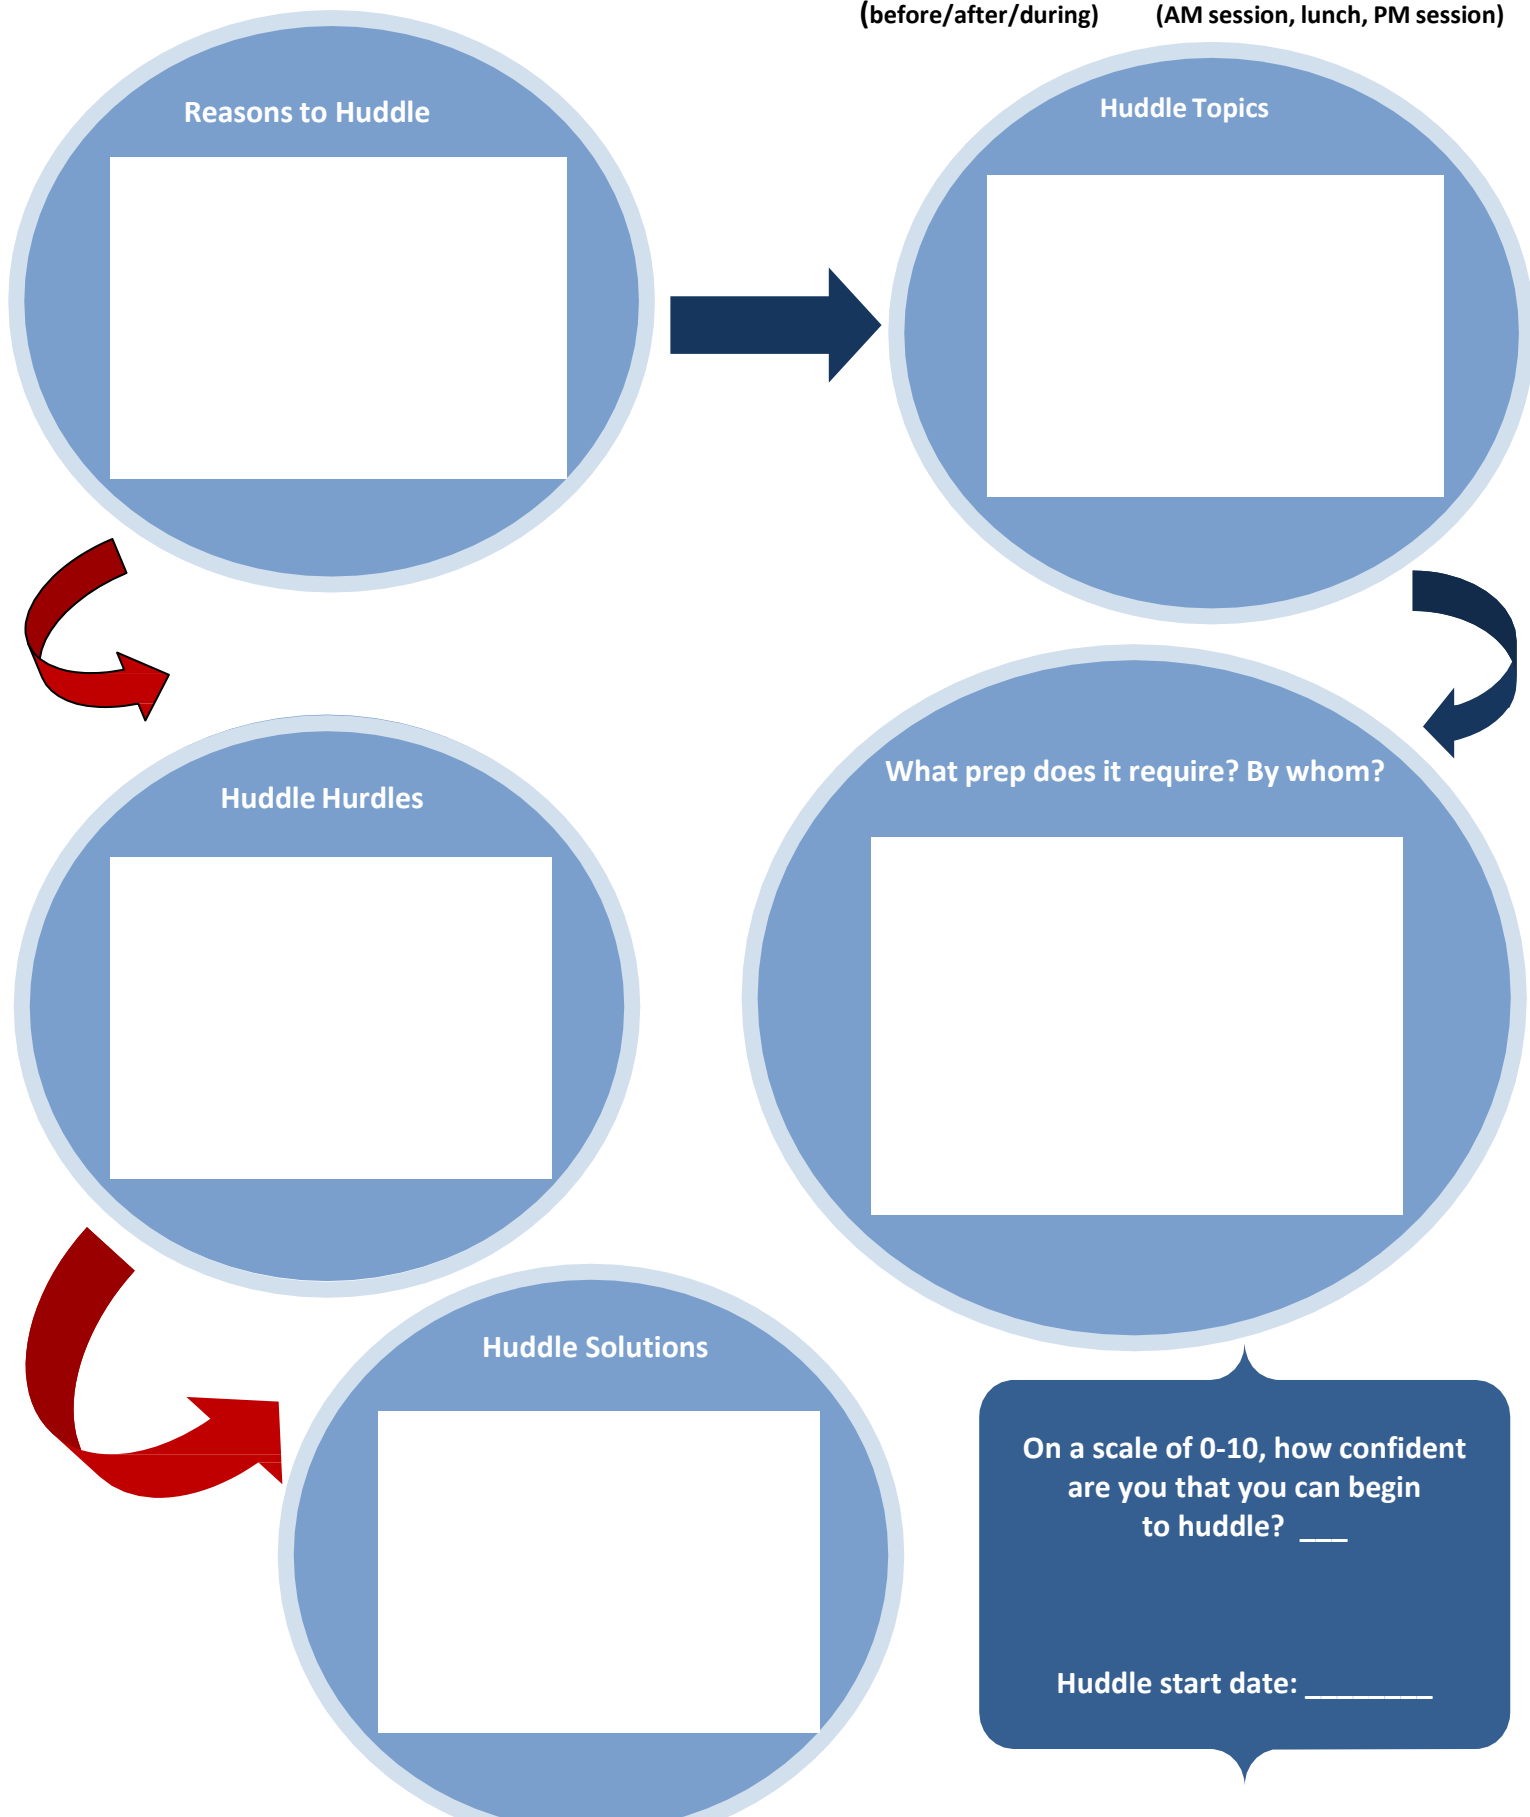 (before/after/during) (AM session, lunch, PM session)
Reasons to Huddle
Huddle Topics
Huddle Hurdles
What prep does it require? By whom?
Huddle Solutions
On a scale of 0-10, how confident
are you that you can begin
to huddle? ___
Huddle start date: ________